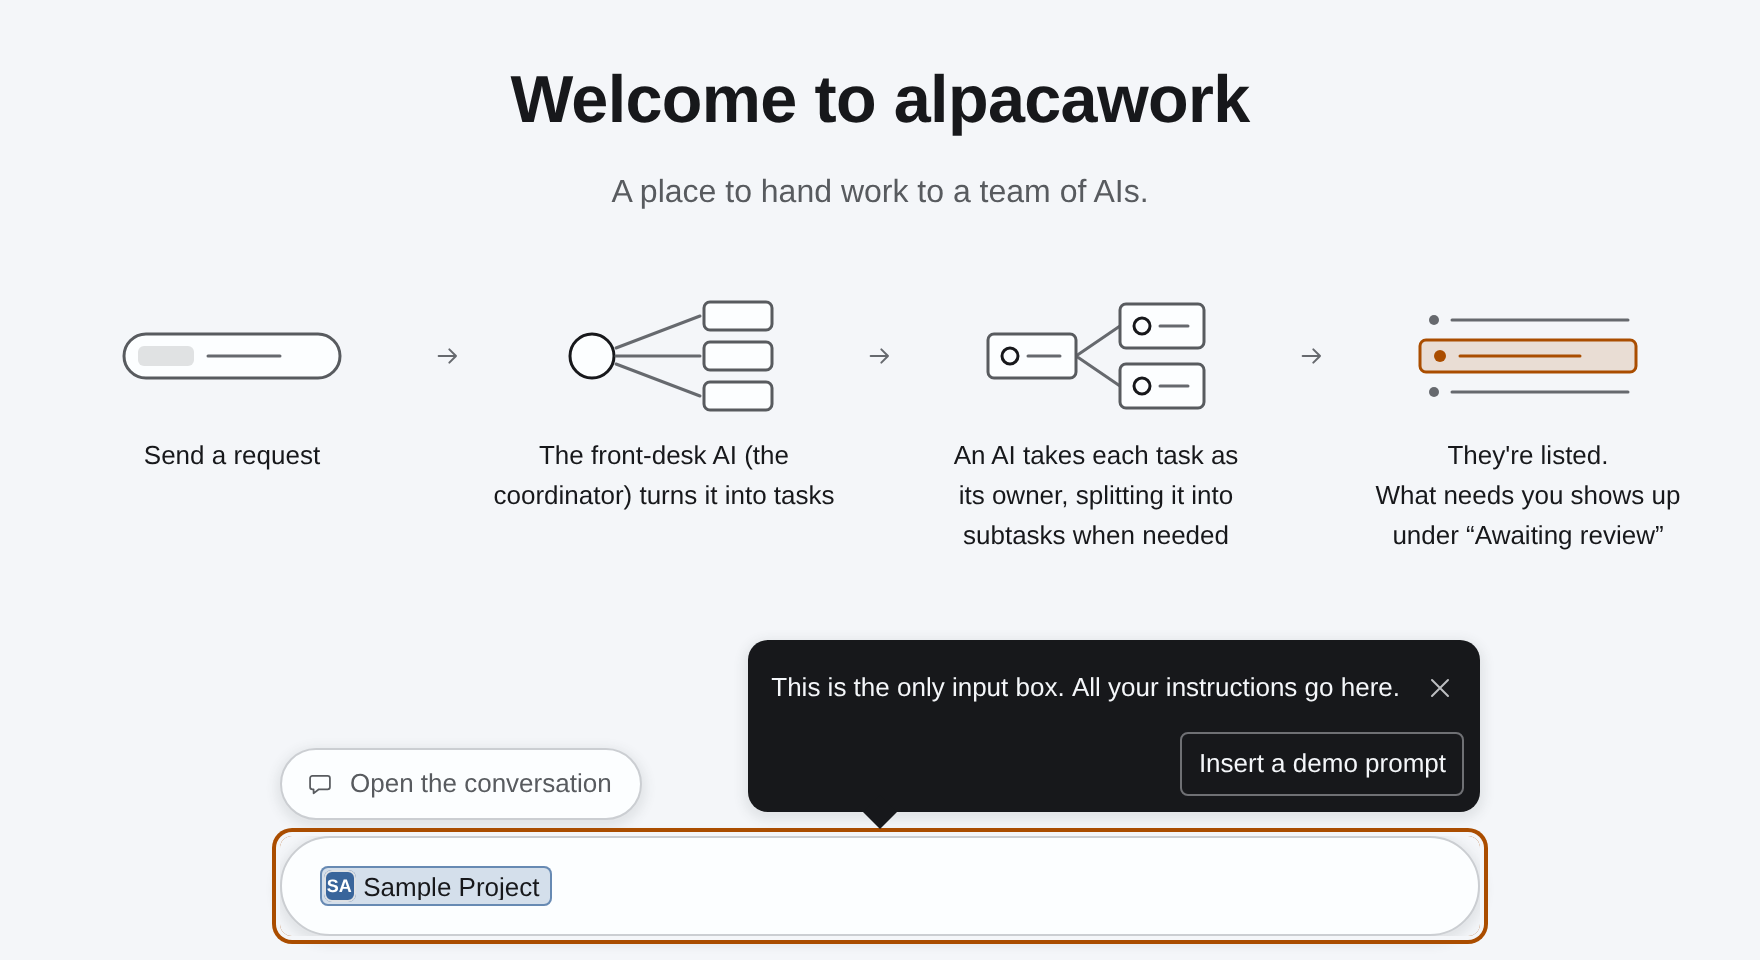 Welcome to alpacawork
A place to hand work to a team of AIs.
Send a request
The front-desk AI (the
coordinator) turns it into tasks
An AI takes each task as
its owner, splitting it into
subtasks when needed
They're listed.
What needs you shows up
under “Awaiting review”
This is the only input box. All your instructions go here.
Insert a demo prompt
Open the conversation
SA Sample Project